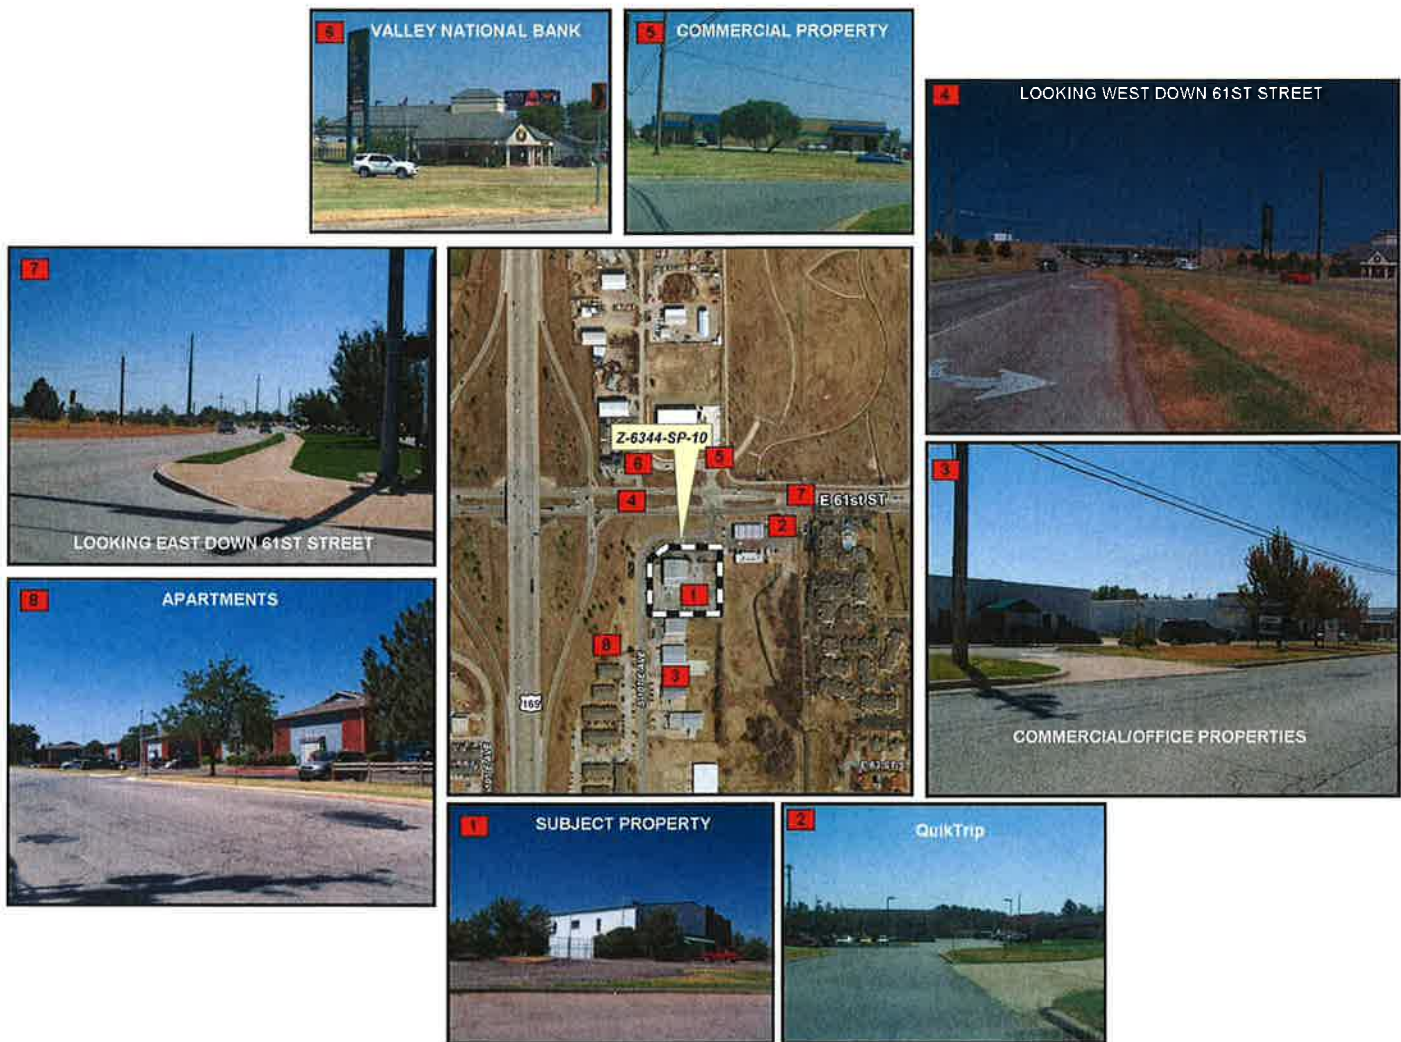 6
VALLEY NATIONAL BANK
5
COMMERCIAL PROPERTY
4
LOOKING WEST DOWN 61ST STREET
7
LOOKING EAST DOWN 61ST STREET
Z-6344-SP-10
6
5
4
7
E 61st ST
2
1
8
3
169
E 63 ST S
3
COMMERCIAL/OFFICE PROPERTIES
8
APARTMENTS
1
SUBJECT PROPERTY
2
QuikTrip